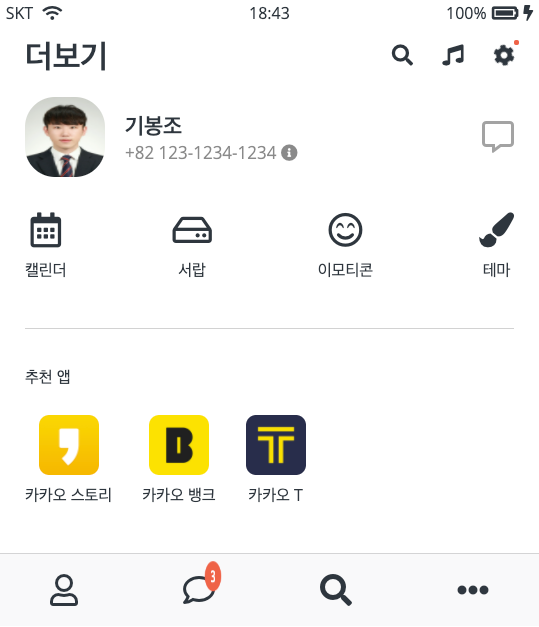 SKT 18:43 100%
더보기
기봉조
+82 123-1234-1234
캘린더 서랍 이모티콘 테마
추천 앱
B T
카카오 스토리 카카오 뱅크 카카오 T
3